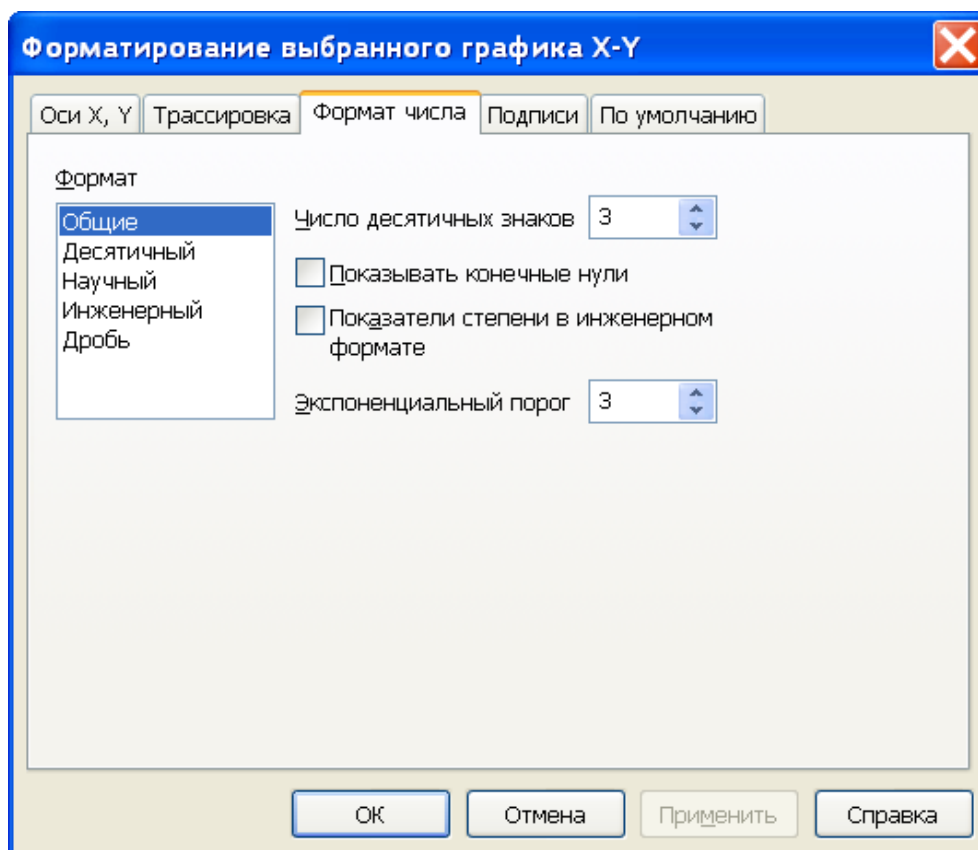 Форматирование выбранного графика X-Y
Оси X, Y
Трассировка
Формат числа
Подписи
По умолчанию
Формат
Общие
Десятичный
Научный
Инженерный
Дробь
Число десятичных знаков 3
Показывать конечные нули
Показатели степени в инженерном
формате
Экспоненциальный порог 3
ОК
Отмена
Применить
Справка